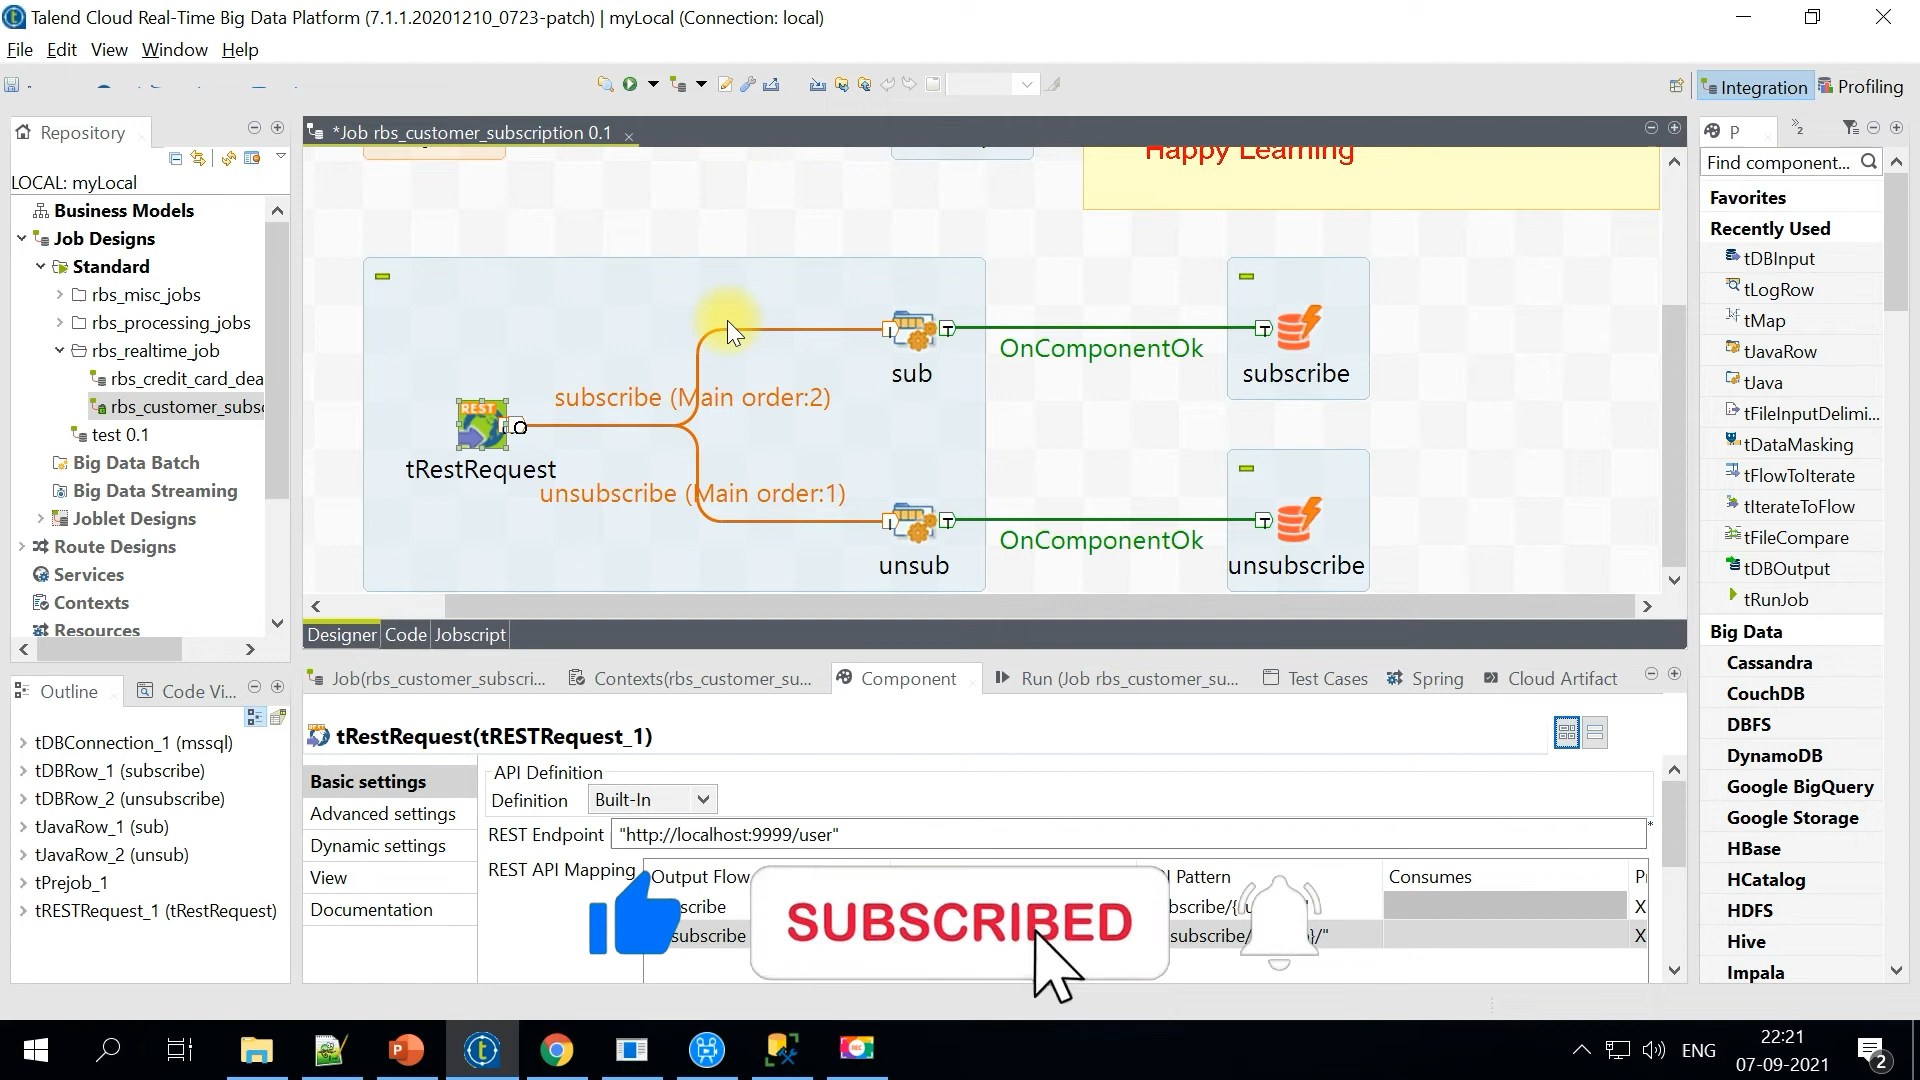 Talend Cloud Real-Time Big Data Platform (7.1.1.20201210_0723-patch) | myLocal (Connection: local)
File Edit View Window Help
Integration Profiling
Repository
LOCAL: myLocal
Business Models
Job Designs
Standard
rbs_misc_jobs
rbs_processing_jobs
rbs_realtime_job
rbs_credit_card_dea
rbs_customer_subsc
test 0.1
Big Data Batch
Big Data Streaming
Joblet Designs
Route Designs
Services
Contexts
Resources
*Job rbs_customer_subscription 0.1
Happy Learning
sub
OnComponentOk
subscribe
subscribe (Main order:2)
REST
tRestRequest
unsubscribe (Main order:1)
unsub
OnComponentOk
unsubscribe
Designer Code Jobscript
P
Find component...
Favorites
Recently Used
tDBInput
tLogRow
tMap
tJavaRow
tJava
tFileInputDelimi...
tDataMasking
tFlowToIterate
tIterateToFlow
tFileCompare
tDBOutput
tRunJob
Big Data
Cassandra
CouchDB
DBFS
DynamoDB
Google BigQuery
Google Storage
HBase
HCatalog
HDFS
Hive
Impala
Outline Code Vi...
tDBConnection_1 (mssql)
tDBRow_1 (subscribe)
tDBRow_2 (unsubscribe)
tJavaRow_1 (sub)
tJavaRow_2 (unsub)
tPrejob_1
tRESTRequest_1 (tRestRequest)
Job(rbs_customer_subscri... Contexts(rbs_customer_su... Component Run (Job rbs_customer_su... Test Cases Spring Cloud Artifact
tRestRequest(tRESTRequest_1)
Basic settings
Advanced settings
Dynamic settings
View
Documentation
API Definition
Definition Built-In
REST Endpoint "http://localhost:9999/user" *
REST API Mapping Output Flow Pattern Consumes
SUBSCRIBED
22:21
ENG
07-09-2021
2